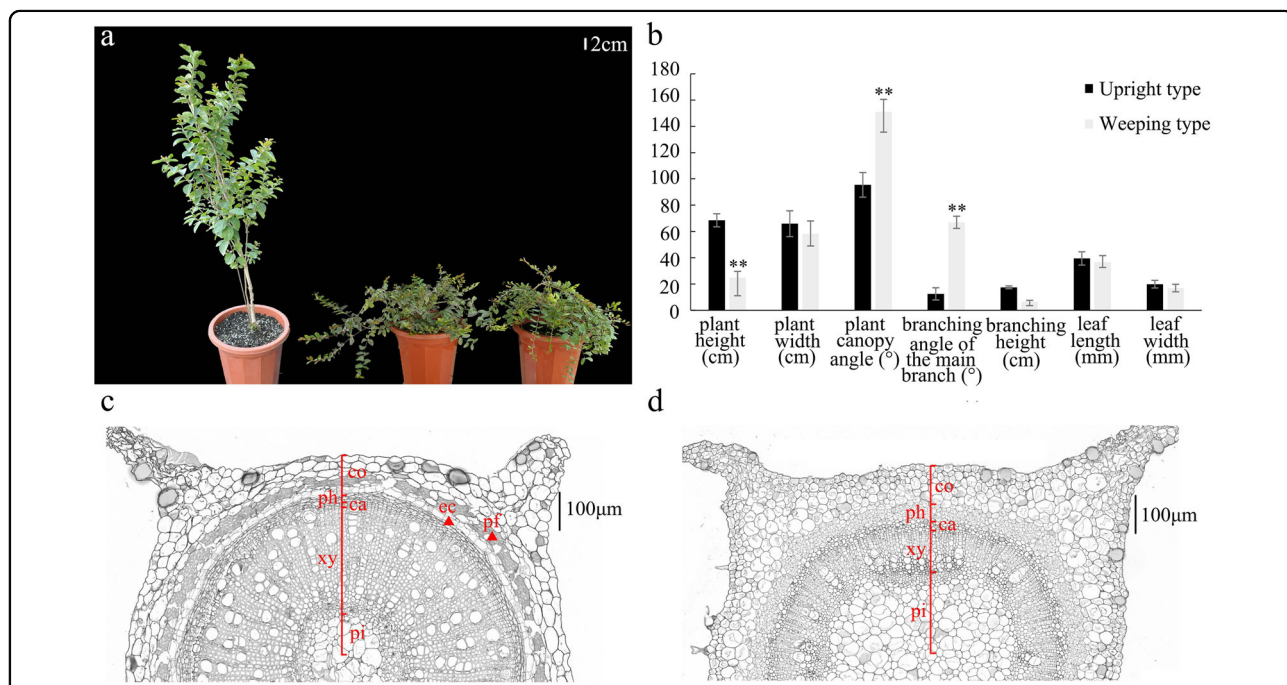 a
2cm
b
180
160
140
120
100
80
60
40
20
0
Upright type
Weeping type
**
**
**
plant
height
(cm)
plant
width
(cm)
plant
canopy
angle (°)
branching
angle of
the main
branch (°)
branching
height (cm)
leaf
length
(mm)
leaf
width
(mm)
c
co
ph
ca
ec
pf
xy
pi
100μm
d
co
ph
ca
xy
pi
100μm